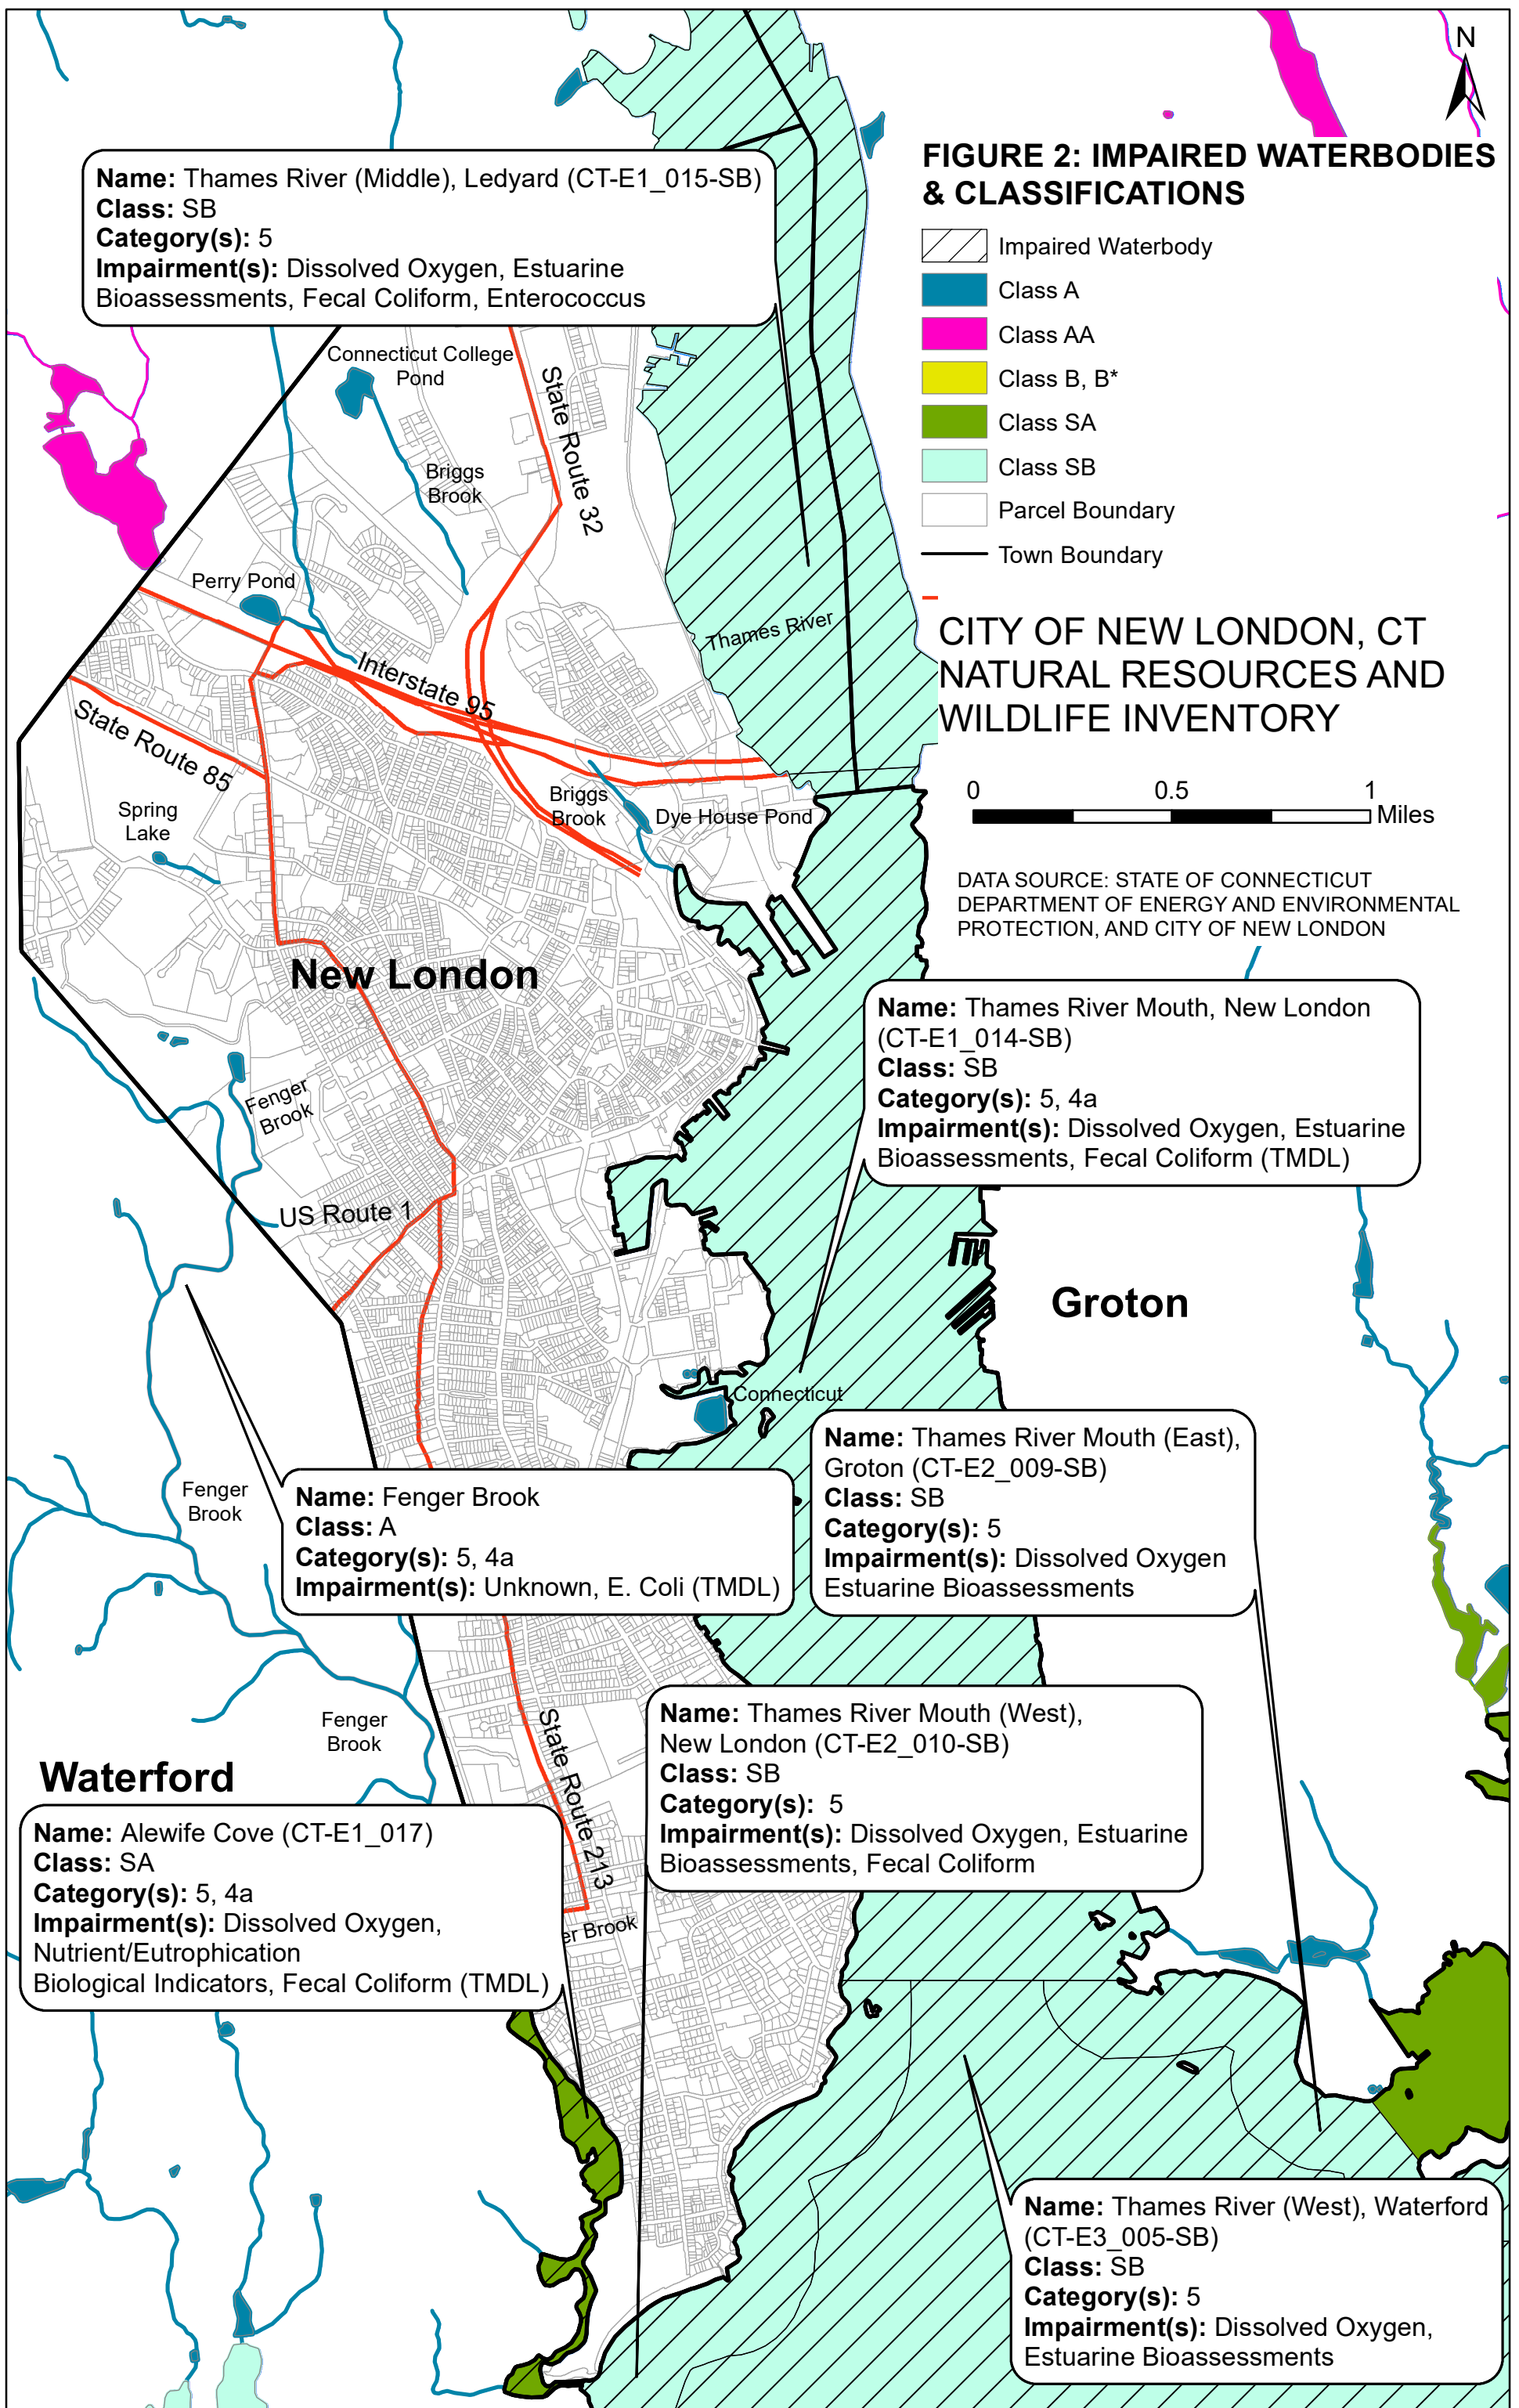 N
FIGURE 2: IMPAIRED WATERBODIES
& CLASSIFICATIONS
Impaired Waterbody
Class A
Class AA
Class B, B*
Class SA
Class SB
Parcel Boundary
Town Boundary
CITY OF NEW LONDON, CT
NATURAL RESOURCES AND
WILDLIFE INVENTORY
0 0.5 1
Miles
DATA SOURCE: STATE OF CONNECTICUT
DEPARTMENT OF ENERGY AND ENVIRONMENTAL
PROTECTION, AND CITY OF NEW LONDON
Name: Thames River (Middle), Ledyard (CT-E1_015-SB)
Class: SB
Category(s): 5
Impairment(s): Dissolved Oxygen, Estuarine
Bioassessments, Fecal Coliform, Enterococcus
Connecticut College
Pond
State Route 32
Briggs
Brook
Perry Pond
Thames River
Interstate 95
State Route 85
Spring
Lake
Briggs
Brook
Dye House Pond
New London
Name: Thames River Mouth, New London
(CT-E1_014-SB)
Class: SB
Category(s): 5, 4a
Impairment(s): Dissolved Oxygen, Estuarine
Bioassessments, Fecal Coliform (TMDL)
Fenger
Brook
US Route 1
Groton
Connecticut
Name: Thames River Mouth (East),
Groton (CT-E2_009-SB)
Class: SB
Category(s): 5
Impairment(s): Dissolved Oxygen
Estuarine Bioassessments
Fenger
Brook
Name: Fenger Brook
Class: A
Category(s): 5, 4a
Impairment(s): Unknown, E. Coli (TMDL)
Fenger
Brook
State Route 213
Name: Thames River Mouth (West),
New London (CT-E2_010-SB)
Class: SB
Category(s): 5
Impairment(s): Dissolved Oxygen, Estuarine
Bioassessments, Fecal Coliform
Waterford
Name: Alewife Cove (CT-E1_017)
Class: SA
Category(s): 5, 4a
Impairment(s): Dissolved Oxygen,
Nutrient/Eutrophication
Biological Indicators, Fecal Coliform (TMDL)
er Brook
Name: Thames River (West), Waterford
(CT-E3_005-SB)
Class: SB
Category(s): 5
Impairment(s): Dissolved Oxygen,
Estuarine Bioassessments